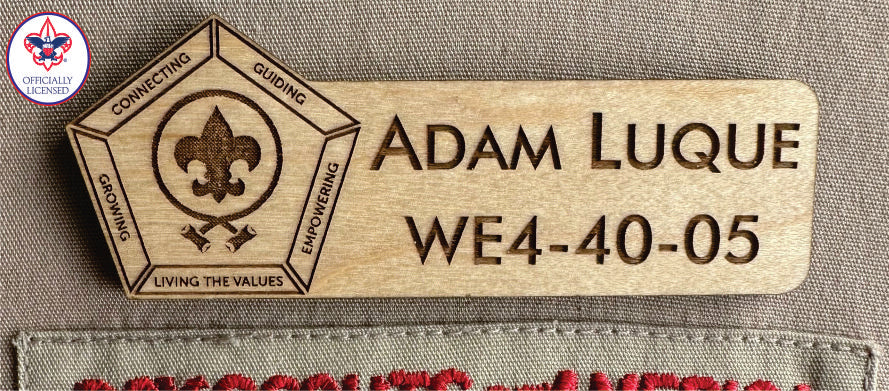 OFFICIALLY
LICENSED
CONNECTING
GUIDING
GROWING
EMPOWERING
LIVING THE VALUES
ADAM LUQUE
WE4-40-05